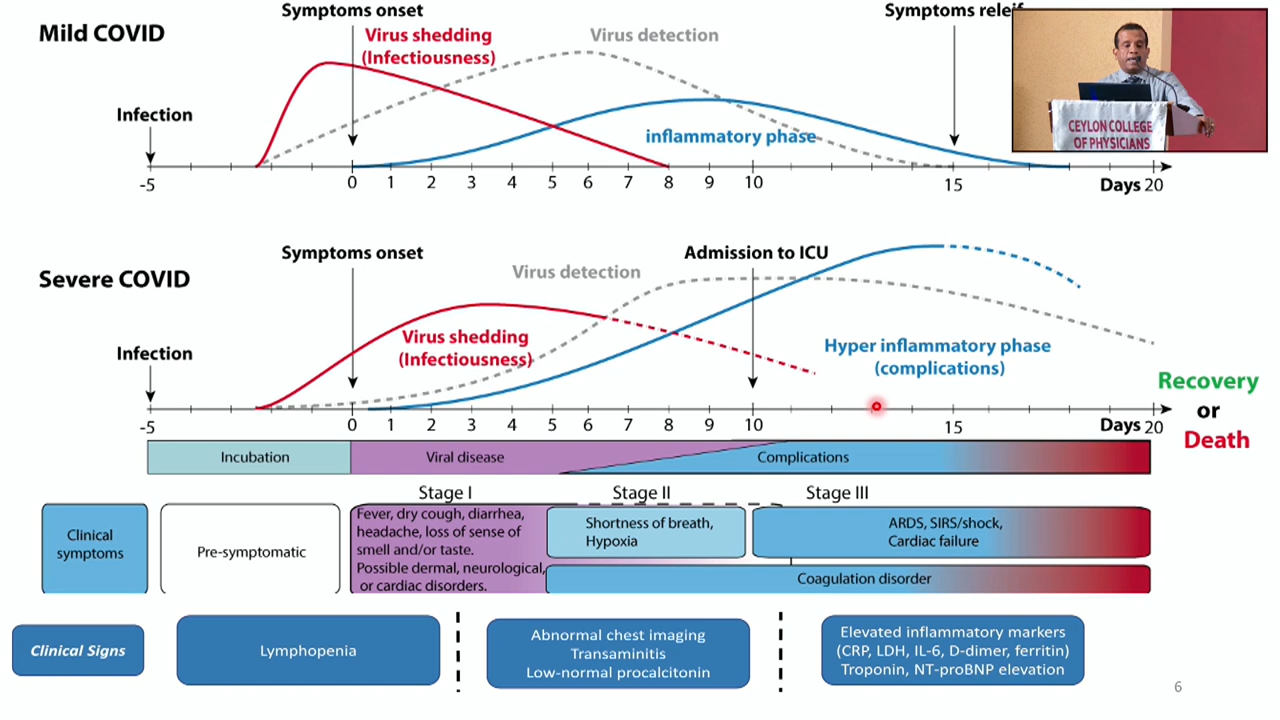 Mild COVID
Symptoms onset
Virus shedding
(Infectiousness)
Virus detection
Symptoms releif
Infection
inflammatory phase
-5 0 1 2 3 4 5 6 7 8 9 10 15 Days 20
CEYLON COLLEGE
OF PHYSICIANS
Severe COVID
Symptoms onset
Virus detection
Admission to ICU
Virus shedding
(Infectiousness)
Infection
Hyper inflammatory phase
(complications)
Recovery
or
Death
-5 0 1 2 3 4 5 6 7 8 9 10 15 Days 20
Incubation
Viral disease
Complications
Stage I
Stage II
Stage III
Clinical
symptoms
Pre-symptomatic
Fever, dry cough, diarrhea,
headache, loss of sense of
smell and/or taste.
Possible dermal, neurological,
or cardiac disorders.
Shortness of breath,
Hypoxia
ARDS, SIRS/shock,
Cardiac failure
Coagulation disorder
Clinical Signs
Lymphopenia
Abnormal chest imaging
Transaminitis
Low-normal procalcitonin
Elevated inflammatory markers
(CRP, LDH, IL-6, D-dimer, ferritin)
Troponin, NT-proBNP elevation
6